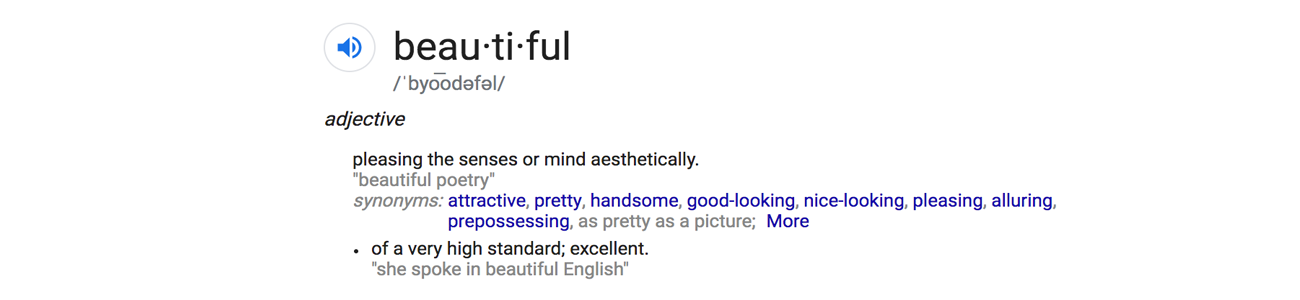 beau·ti·ful
/ˈbyo͞odəfəl/
adjective
pleasing the senses or mind aesthetically.
"beautiful poetry"
synonyms: attractive, pretty, handsome, good-looking, nice-looking, pleasing, alluring,
prepossessing, as pretty as a picture; More
• of a very high standard; excellent.
"she spoke in beautiful English"